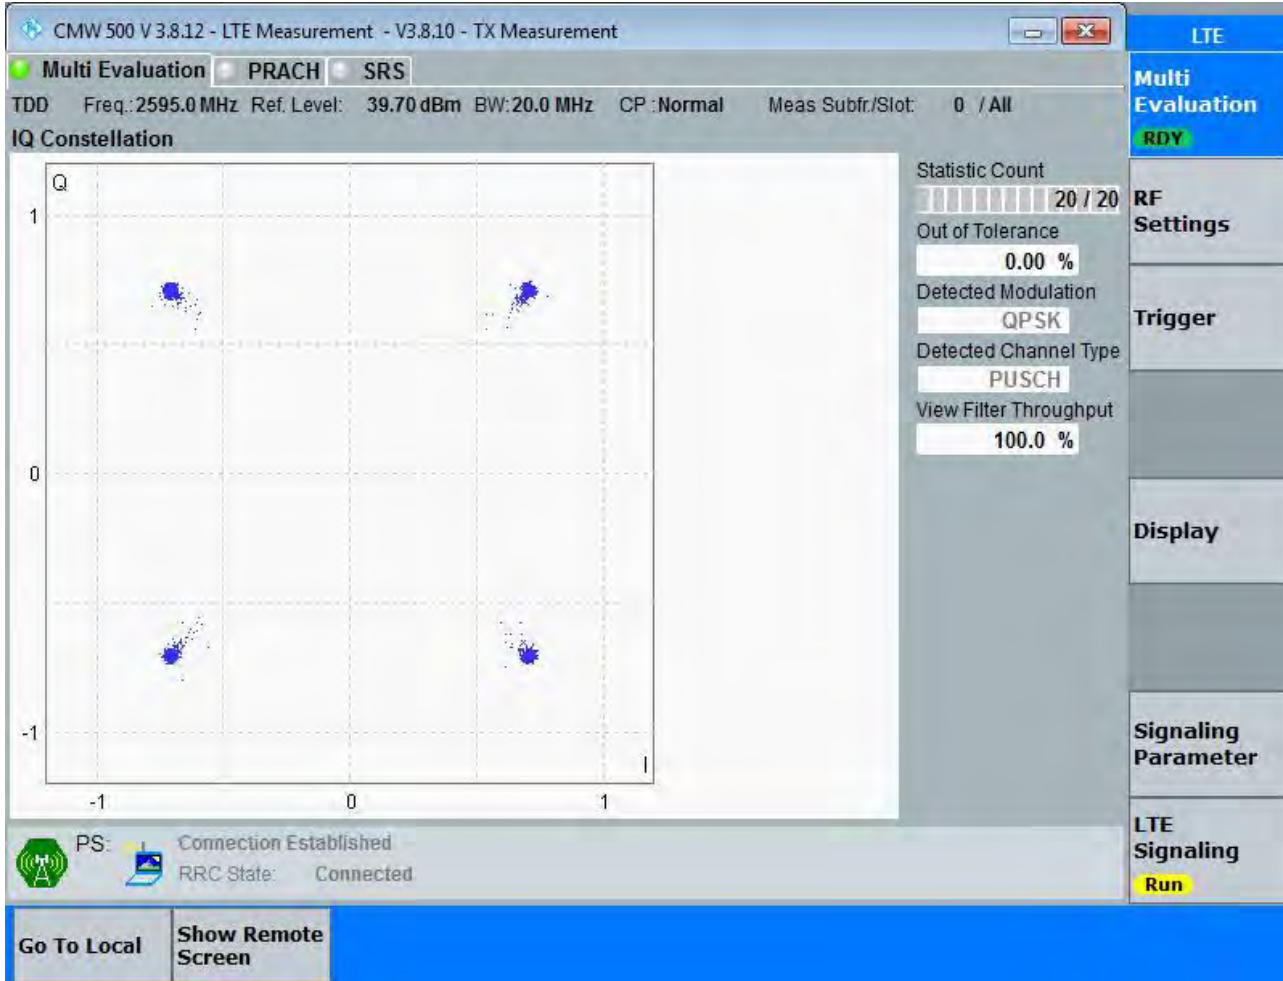 CMW 500 V 3.8.12 - LTE Measurement - V3.8.10 - TX Measurement
LTE
Multi Evaluation PRACH SRS
TDD Freq.: 2595.0 MHz Ref. Level: 39.70 dBm BW: 20.0 MHz CP : Normal Meas Subfr./Slot: 0 / All
IQ Constellation
Q
1
0
-1
I
-1 0 1
Statistic Count
20 / 20
Out of Tolerance
0.00 %
Detected Modulation
QPSK
Detected Channel Type
PUSCH
View Filter Throughput
100.0 %
Multi
Evaluation
RDY
RF
Settings
Trigger
Display
Signaling
Parameter
LTE
Signaling
Run
PS: Connection Established
RRC State: Connected
Go To Local
Show Remote
Screen